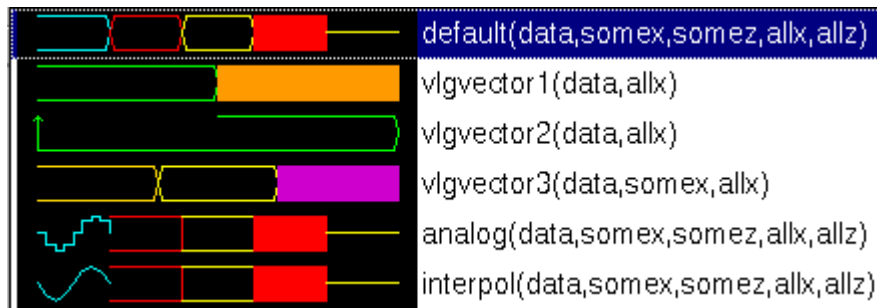 default(data,somex,somez,allx,allz)
vlgvector1(data,allx)
vlgvector2(data,allx)
vlgvector3(data,somex,allx)
analog(data,somex,somez,allx,allz)
interpol(data,somex,somez,allx,allz)